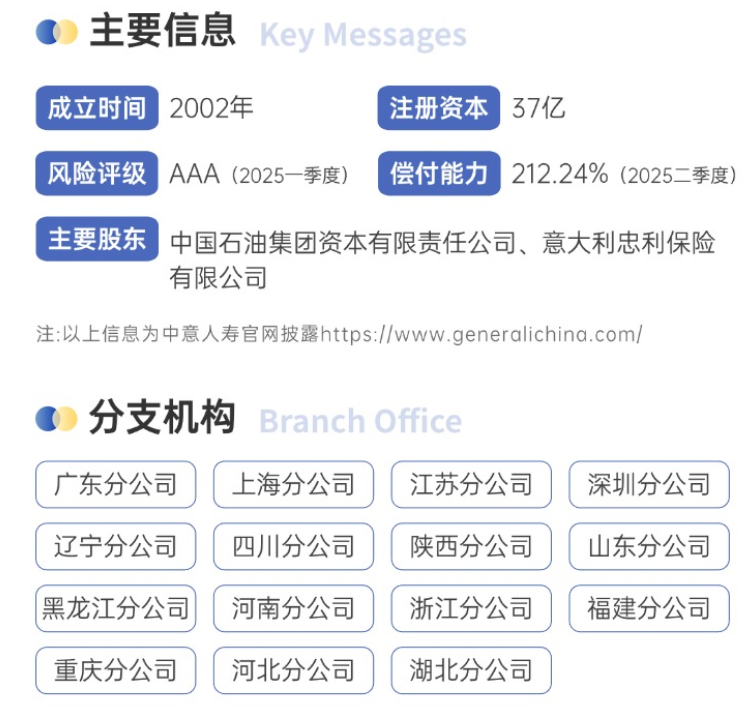 主要信息 Key Messages
成立时间 2002年 注册资本 37亿
风险评级 AAA（2025一季度） 偿付能力 212.24%（2025二季度）
主要股东 中国石油集团资本有限责任公司、意大利忠利保险
有限公司
注:以上信息为中意人寿官网披露https://www.generalichina.com/
分支机构 Branch Office
广东分公司 上海分公司 江苏分公司 深圳分公司
辽宁分公司 四川分公司 陕西分公司 山东分公司
黑龙江分公司 河南分公司 浙江分公司 福建分公司
重庆分公司 河北分公司 湖北分公司